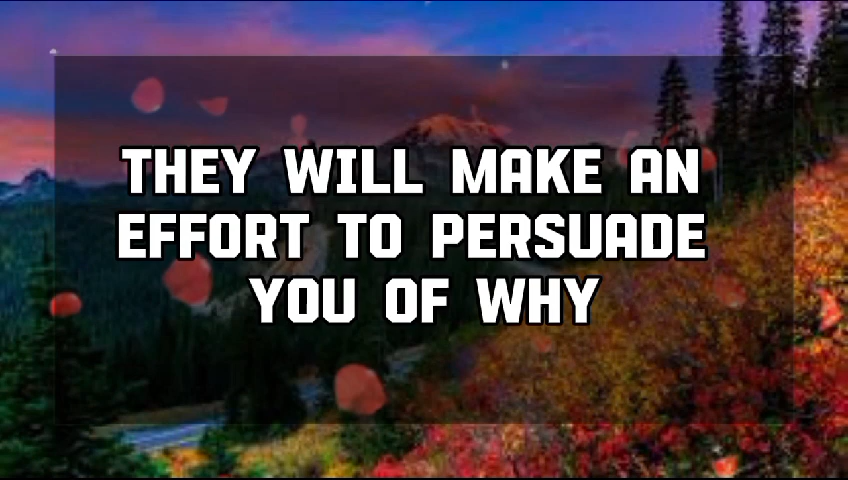 THEY WILL MAKE AN
EFFORT TO PERSUADE
YOU OF WHY